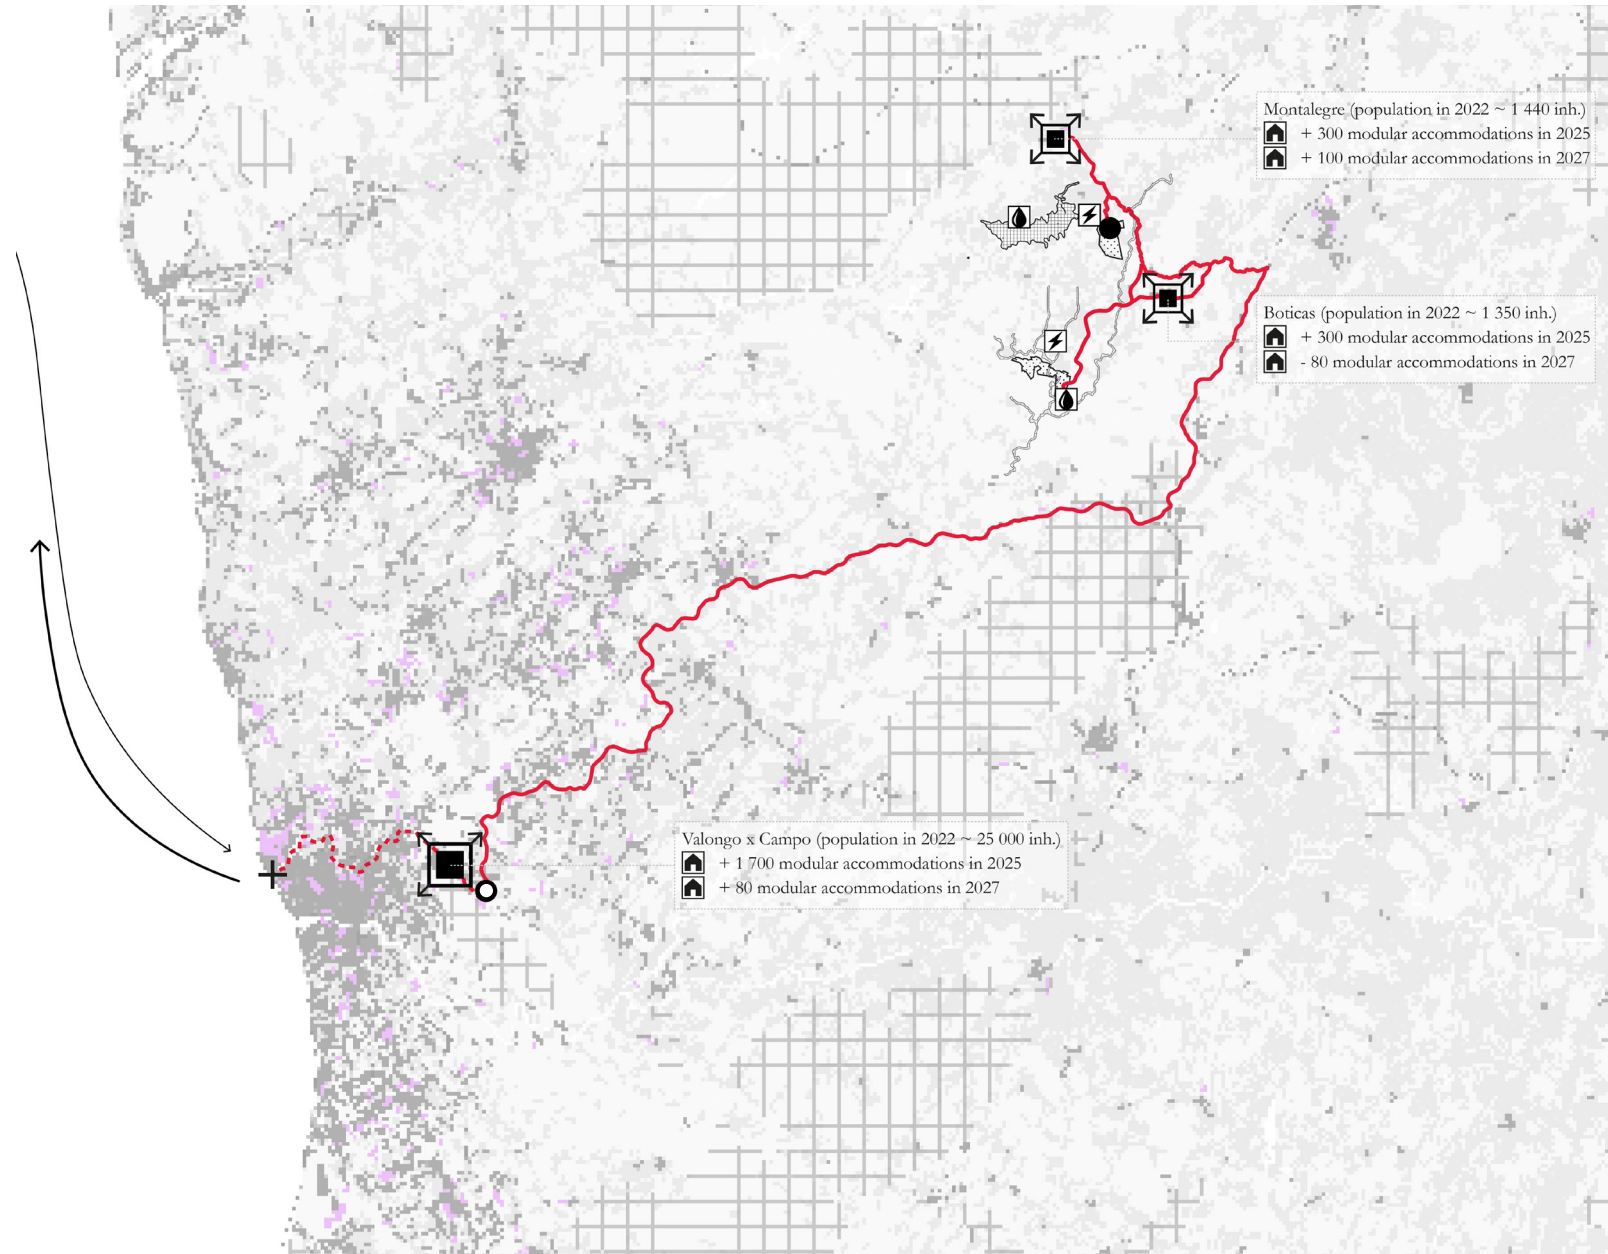 Montalegre (population in 2022 ~ 1 440 inh.)
+ 300 modular accommodations in 2025
+ 100 modular accommodations in 2027
Boticas (population in 2022 ~ 1 350 inh.)
+ 300 modular accommodations in 2025
- 80 modular accommodations in 2027
Valongo x Campo (population in 2022 ~ 25 000 inh.)
+ 1 700 modular accommodations in 2025
+ 80 modular accommodations in 2027